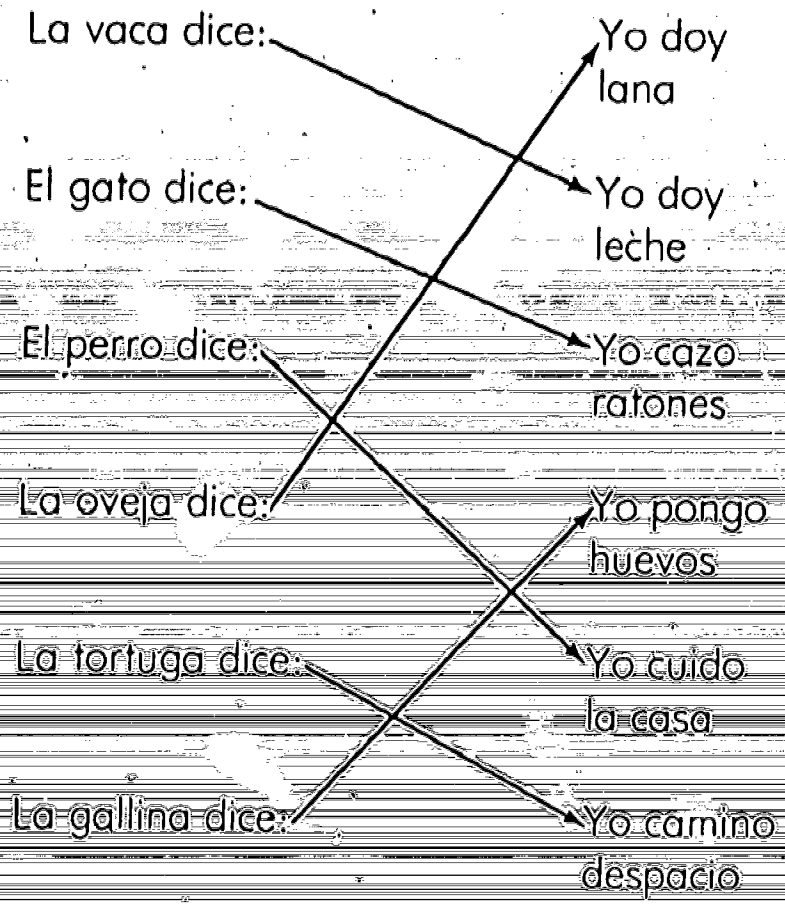 La vaca dice:
Yo doy
lana
El gato dice:
Yo doy
leche
El perro dice:
Yo cazo
ratones
La oveja dice:
Yo pongo
huevos
La tortuga dice:
Yo cuido
la casa
La gallina dice:
Yo camino
despacio